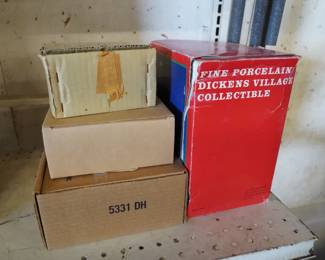 FINE PORCELAIN
DICKENS VILLAGE
COLLECTIBLE
5331 DH